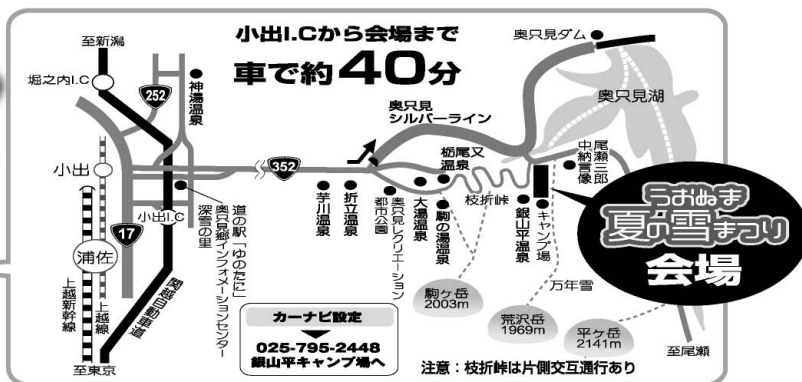 小出I.Cから会場まで
車で約40分
至新潟
堀之内I.C
252
神湯温泉
小出
352
小出I.C
17
浦佐
上越新幹線
上越線
関越自動車道
至東京
道の駅「ゆのたに」
奥只見郷インフォメーションセンター
深雪の里
芋川温泉
折立温泉
奥只見レクリエーション
都市公園
大湯温泉
栃尾又
温泉
駒の湯温泉
枝折峠
奥只見
シルバーライン
奥只見ダム
奥只見湖
尾瀬三郎
中納言像
銀山平温泉
キャンプ場
万年雪
うおぬま
夏の雪まつり
会場
駒ケ岳
2003m
荒沢岳
1969m
平ケ岳
2141m
至尾瀬
カーナビ設定
025-795-2448
銀山平キャンプ場へ
注意：枝折峠は片側交互通行あり